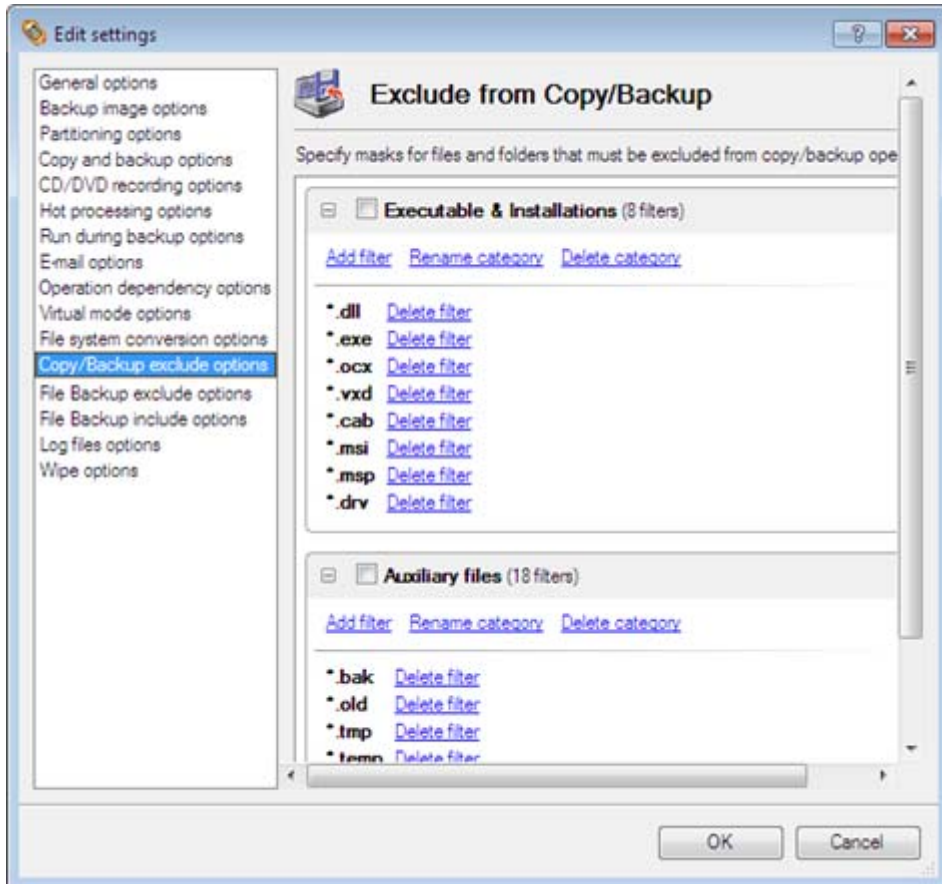 Edit settings
General options
Backup image options
Partitioning options
Copy and backup options
CD/DVD recording options
Hot processing options
Run during backup options
E-mail options
Operation dependency options
Virtual mode options
File system conversion options
Copy/Backup exclude options
File Backup exclude options
File Backup include options
Log files options
Wipe options
Exclude from Copy/Backup
Specify masks for files and folders that must be excluded from copy/backup ope
Executable & Installations (8 filters)
Add filter Rename category Delete category
*.dll Delete filter
*.exe Delete filter
*.ocx Delete filter
*.vxd Delete filter
*.cab Delete filter
*.msi Delete filter
*.msp Delete filter
*.drv Delete filter
Auxiliary files (18 filters)
Add filter Rename category Delete category
*.bak Delete filter
*.old Delete filter
*.tmp Delete filter
*.temp Delete filter
OK Cancel